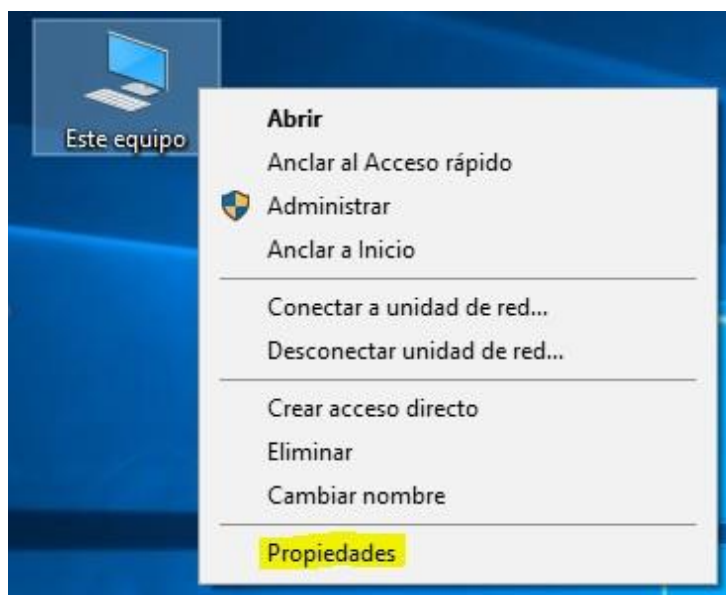 Este equipo
Abrir
Anclar al Acceso rápido
Administrar
Anclar a Inicio
Conectar a unidad de red...
Desconectar unidad de red...
Crear acceso directo
Eliminar
Cambiar nombre
Propiedades